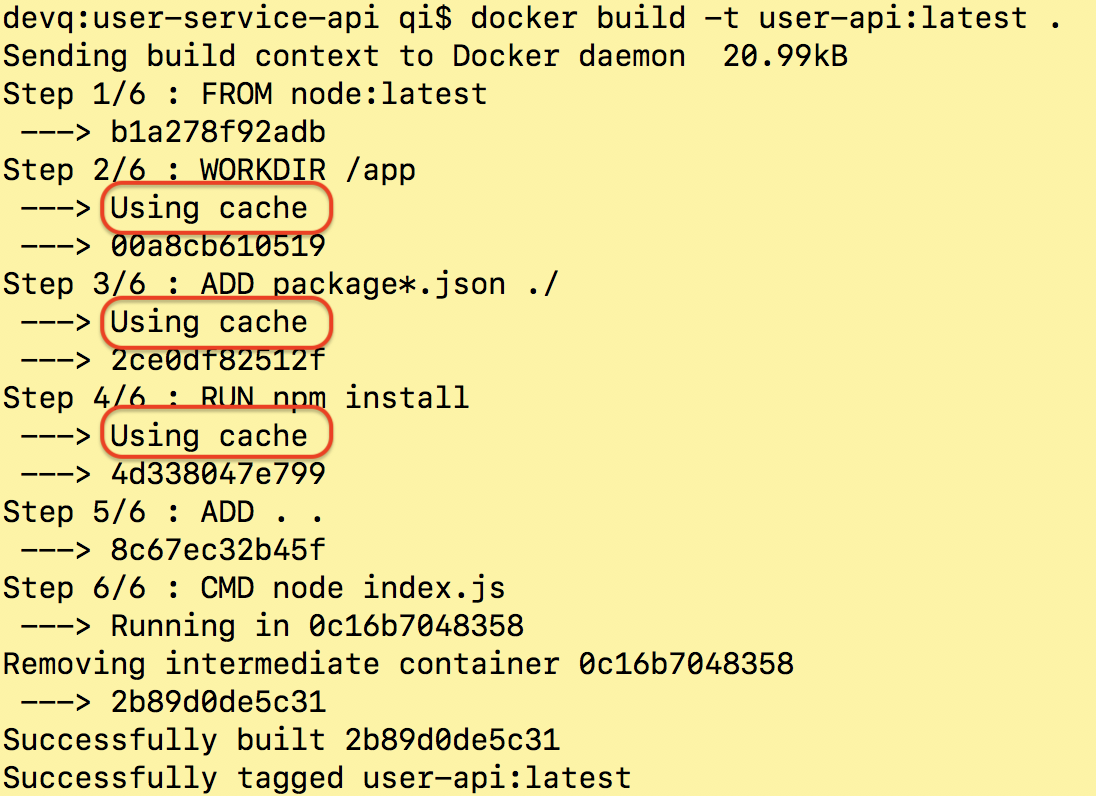 devq:user-service-api qi$ docker build -t user-api:latest .
Sending build context to Docker daemon  20.99kB
Step 1/6 : FROM node:latest
 ---> b1a278f92adb
Step 2/6 : WORKDIR /app
 ---> Using cache
 ---> 00a8cb610519
Step 3/6 : ADD package*.json ./
 ---> Using cache
 ---> 2ce0df82512f
Step 4/6 : RUN npm install
 ---> Using cache
 ---> 4d338047e799
Step 5/6 : ADD . .
 ---> 8c67ec32b45f
Step 6/6 : CMD node index.js
 ---> Running in 0c16b7048358
Removing intermediate container 0c16b7048358
 ---> 2b89d0de5c31
Successfully built 2b89d0de5c31
Successfully tagged user-api:latest